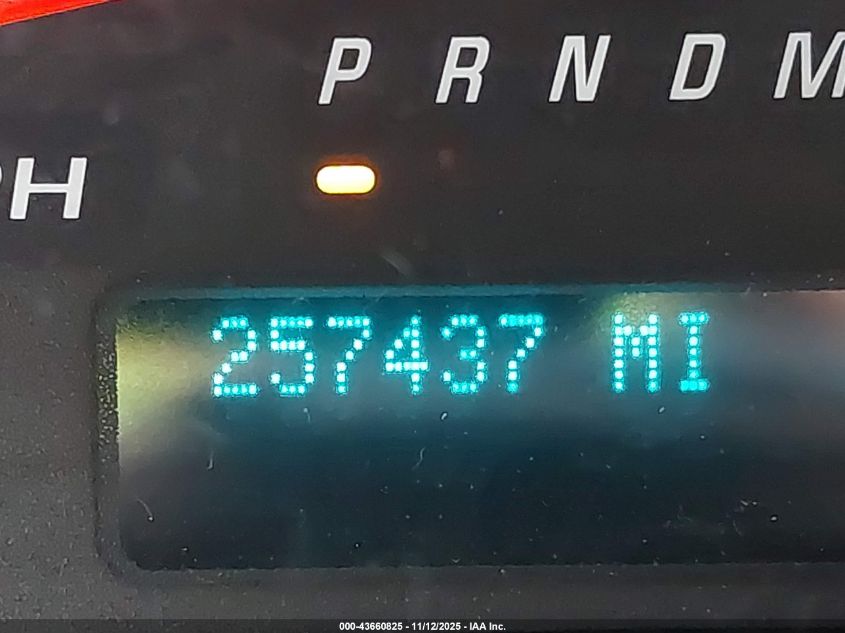 P R N D M
PH
257437 MI
000-43660825 - 11/12/2025 - IAA Inc.